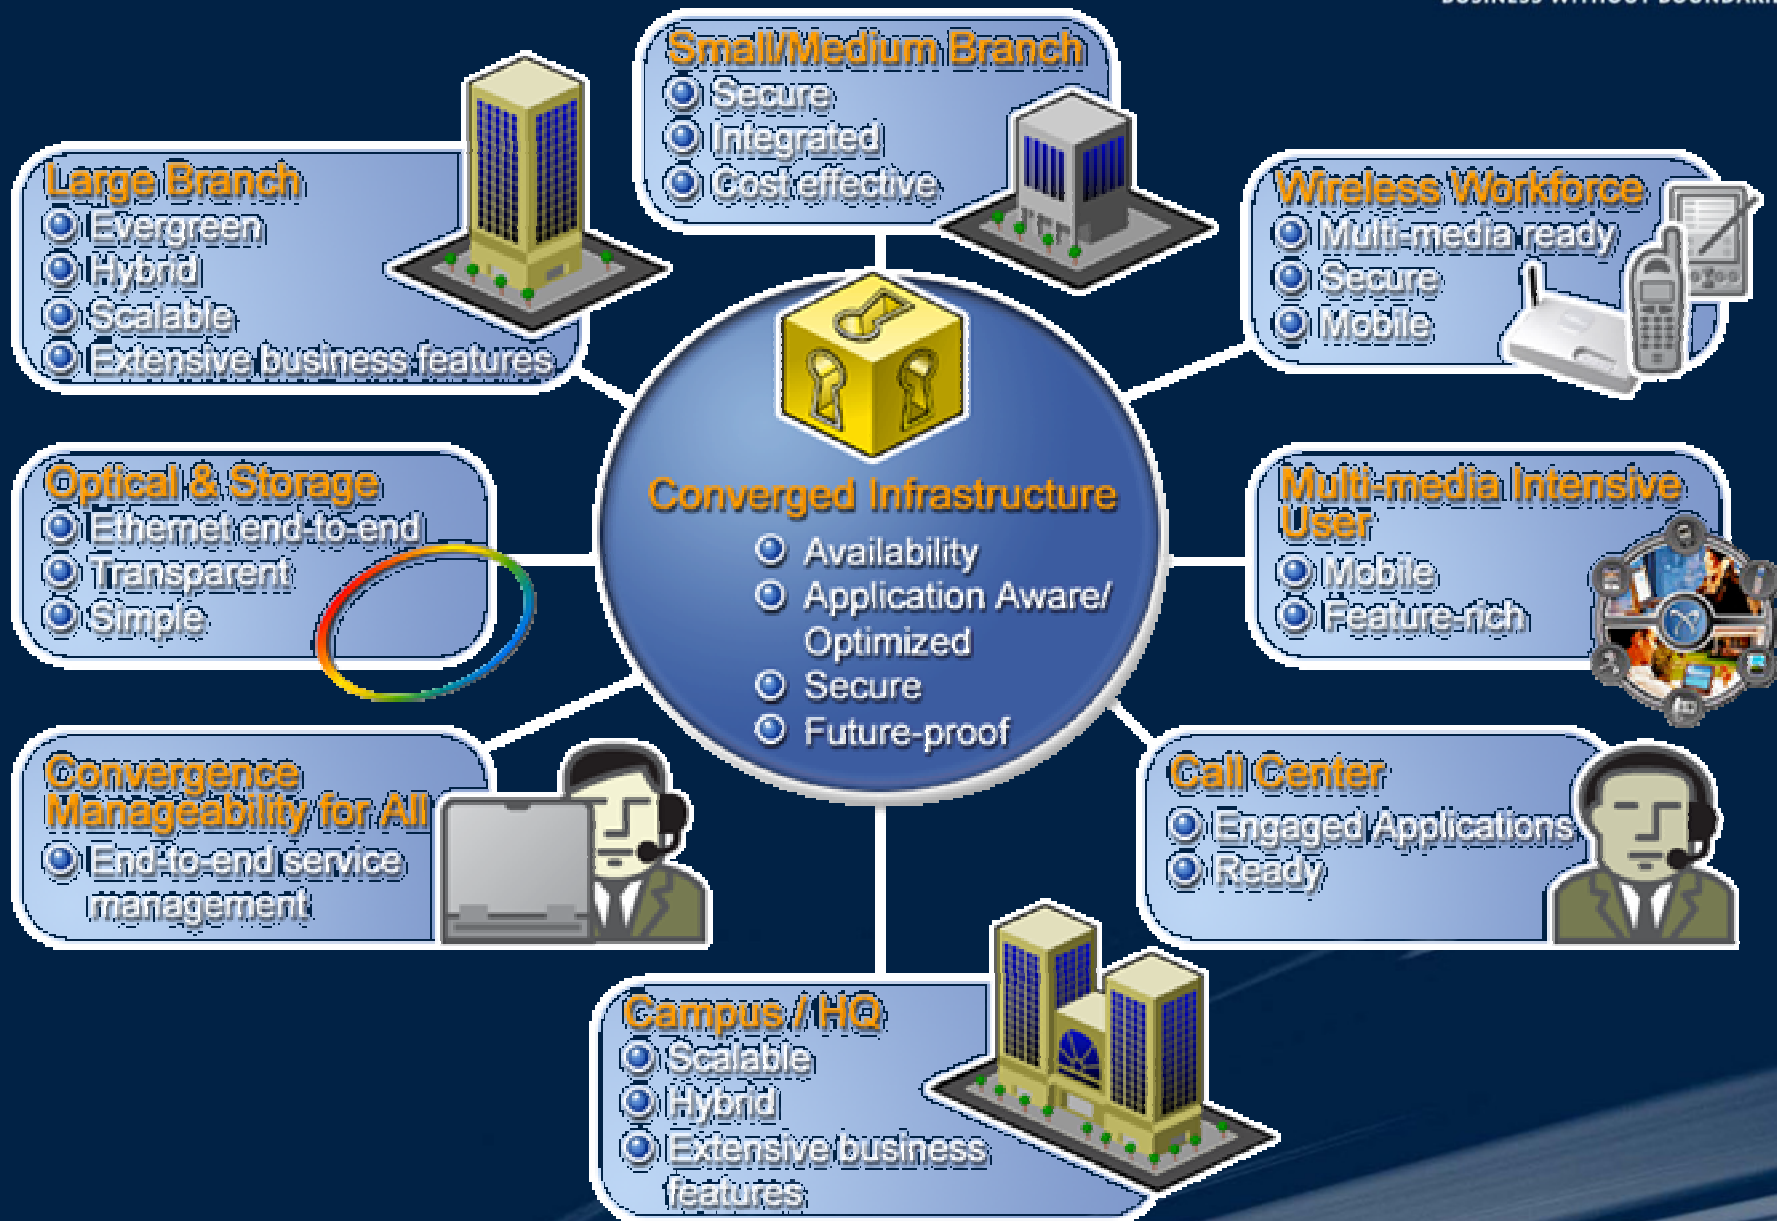 BUSINESS WITHOUT BOUNDARIE
Small/Medium Branch
Secure
Integrated
Cost effective
Large Branch
Evergreen
Hybrid
Scalable
Extensive business features
Wireless Workforce
Multi-media ready
Secure
Mobile
Optical & Storage
Ethernet end-to-end
Transparent
Simple
Converged Infrastructure
Availability
Application Aware/
Optimized
Secure
Future-proof
Multi-media Intensive
User
Mobile
Feature-rich
Convergence
Manageability for All
End-to-end service
management
Call Center
Engaged Applications
Ready
Campus / HQ
Scalable
Hybrid
Extensive business
features